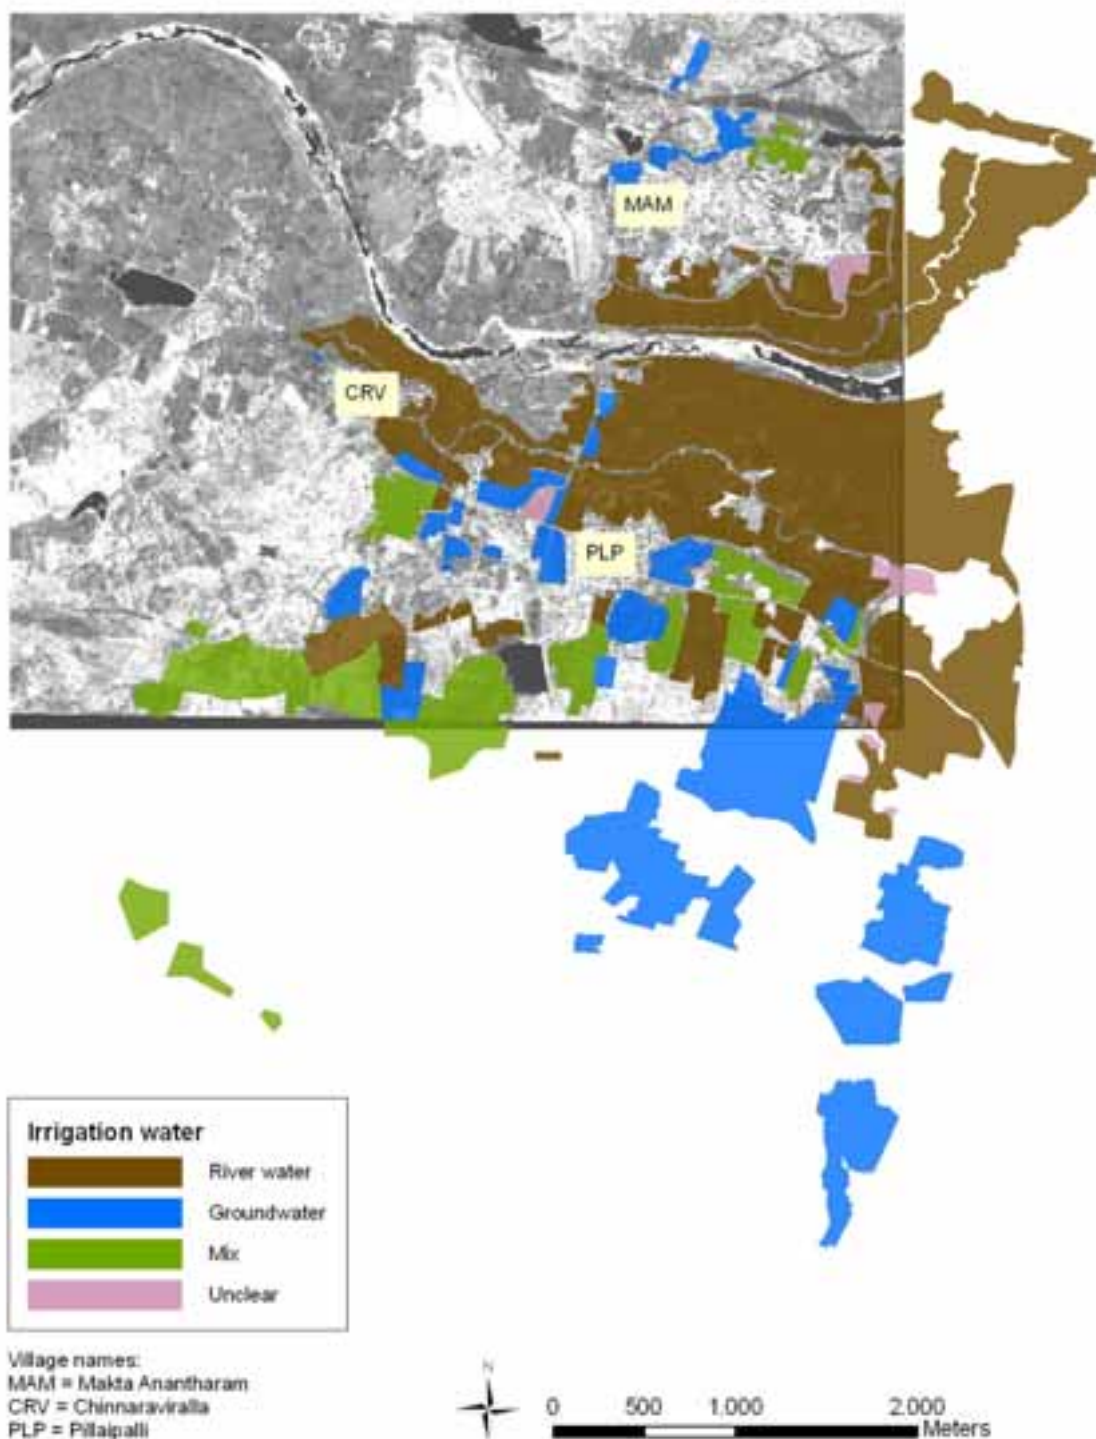 MAM
CRV
PLP
Irrigation water
River water
Groundwater
Mix
Unclear
Village names:
MAM = Makta Anantharam
CRV = Chinnaraviralla
PLP = Pillaipalli
N
0 500 1.000 2.000
Meters